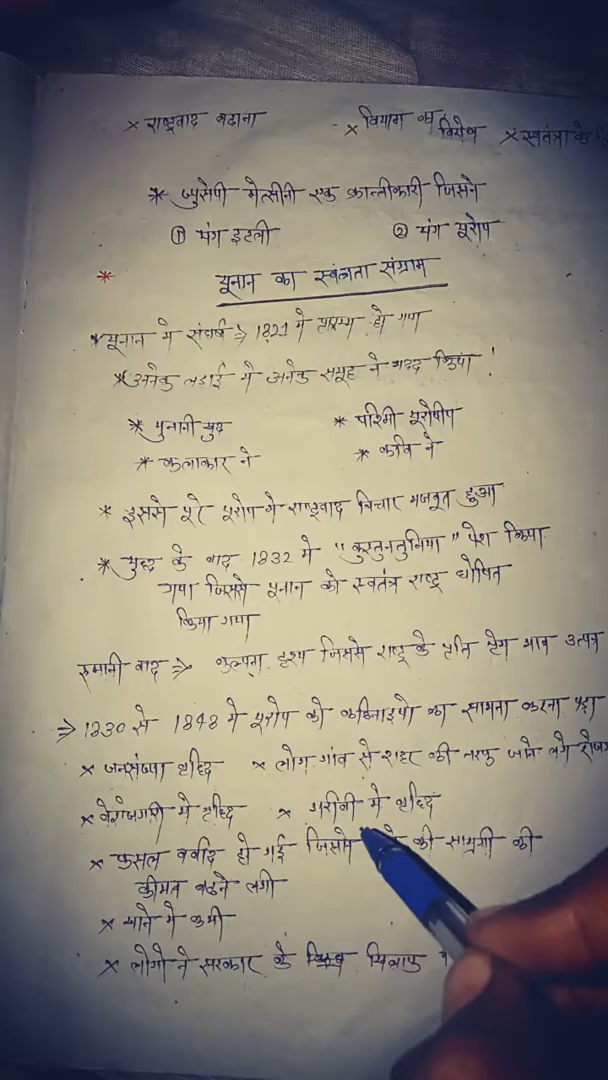 × राष्ट्रवाद बढाना × वियाना का विरोध × स्वतंत्रा के
* ज्युसेपी मेत्सीनी एक क्रान्तीकारी जिसने
① यंग इटली ② यंग यूरोप
* यूनान का स्वंत्रता संग्राम
* यूनान मे संघर्ष ⇒ 1821 मे प्रारम्भ हो गया
* अनेक लडाई मे अनेक समूह ने मदद किया !
* युनानी युद्ध * पश्मिी यूरोपीय
* कलाकार ने * कवि ने
* इससे पूरे यूरोप मे राष्ट्रवाद विचार मजबूत हुआ
* युद्ध के बाद 1832 मे "कुस्तुनतुनिया" पेश किया
गया जिससे यूनान को स्वतंत्र राष्ट्र घोषित
किया गया
रुमानी वाद ⇒ कल्पना, दृश्य जिससे राष्ट्र के प्रति प्रेम भाव उत्पन्न
⇒ 1830 से 1848 मे यूरोप को कठिनाइयो का सामना करना पडा
× जनसंख्या वृद्धि × लोग गांव से शहर की तरफ जाने लगे
× बेरोजगारी मे वृद्धि × गरीबी मे वृद्धि
× फसल बर्बाद हो गई जिससे की सामग्री की
कीमत बढने लगी
× खाने मे कमी
× लोगो ने सरकार के खिलाफ